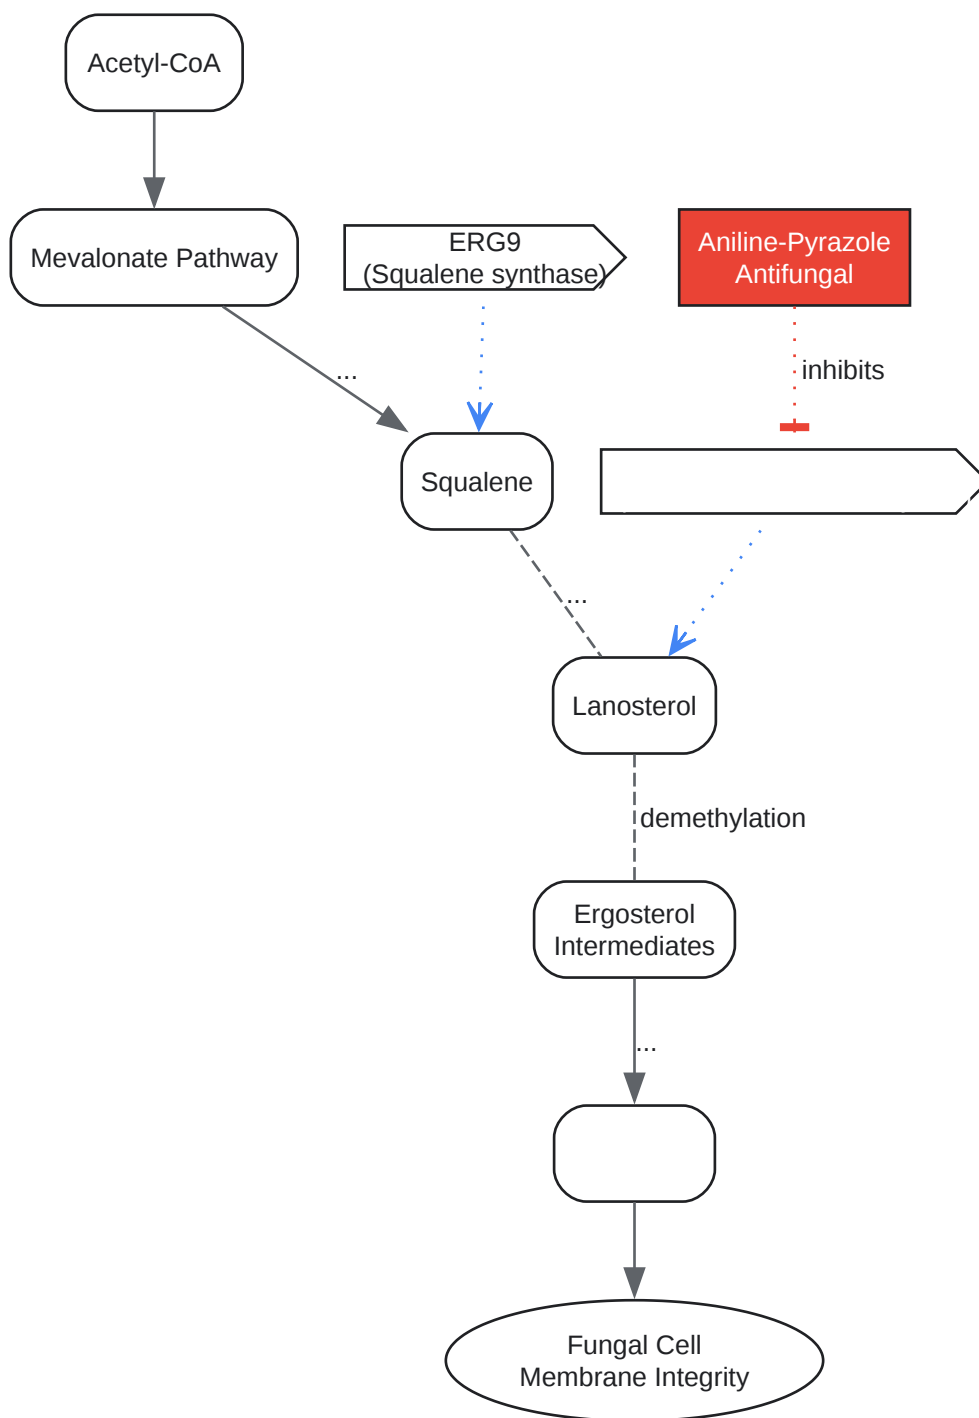 Acetyl-CoA
Mevalonate Pathway
ERG9
(Squalene synthase)
Aniline-Pyrazole
Antifungal
...
inhibits
Squalene
...
Lanosterol
demethylation
Ergosterol
Intermediates
...
Fungal Cell
Membrane Integrity